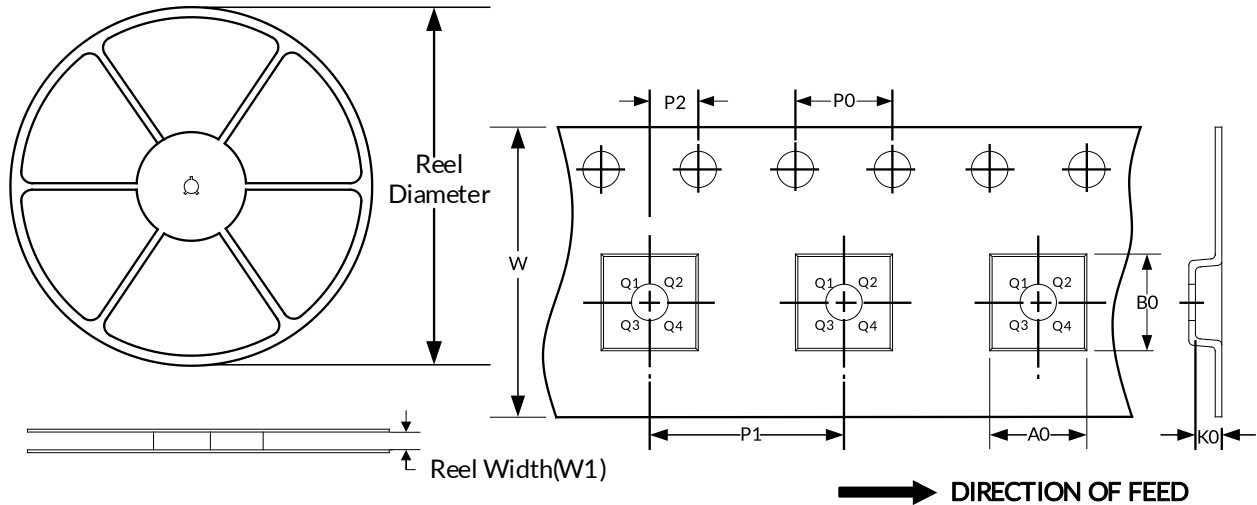 P2
P0
Reel
Diameter
W
Q1 Q2
Q3 Q4
Q1 Q2
Q3 Q4
Q1 Q2
Q3 Q4
B0
P1
A0
K0
Reel Width(W1)
DIRECTION OF FEED